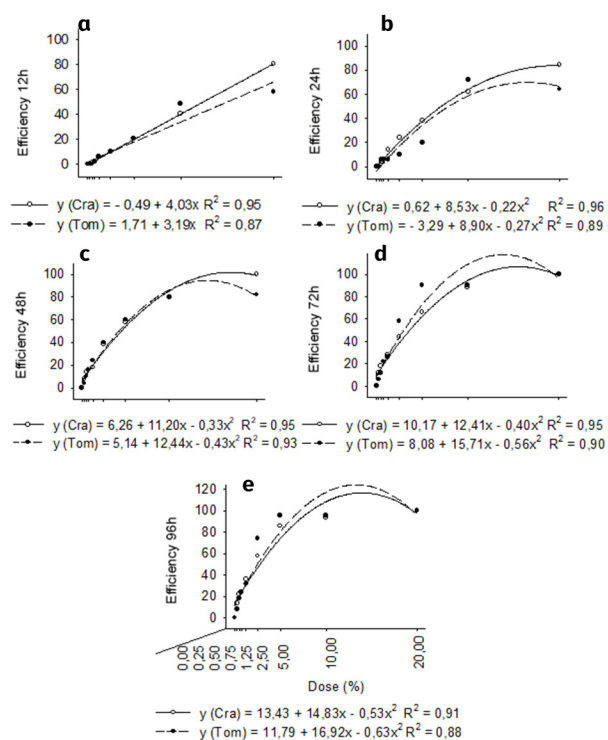 a
b
100
80
60
40
20
0
Efficiency 12h
100
80
60
40
20
0
Efficiency 24h
y (Cra) = - 0,49 + 4,03x R² = 0,95
y (Tom) = 1,71 + 3,19x R² = 0,87
y (Cra) = 0,62 + 8,53x - 0,22x² R² = 0,96
y (Tom) = - 3,29 + 8,90x - 0,27x² R² = 0,89
c
d
100
80
60
40
20
0
Efficiency 48h
100
80
60
40
20
0
Efficiency 72h
y (Cra) = 6,26 + 11,20x - 0,33x² R² = 0,95
y (Tom) = 5,14 + 12,44x - 0,43x² R² = 0,93
y (Cra) = 10,17 + 12,41x - 0,40x² R² = 0,95
y (Tom) = 8,08 + 15,71x - 0,56x² R² = 0,90
e
120
100
80
60
40
20
0
Efficiency 96h
0,00
0,25
0,50
0,75
1,25
2,50
5,00
10,00
20,00
Dose (%)
y (Cra) = 13,43 + 14,83x - 0,53x² R² = 0,91
y (Tom) = 11,79 + 16,92x - 0,63x² R² = 0,88